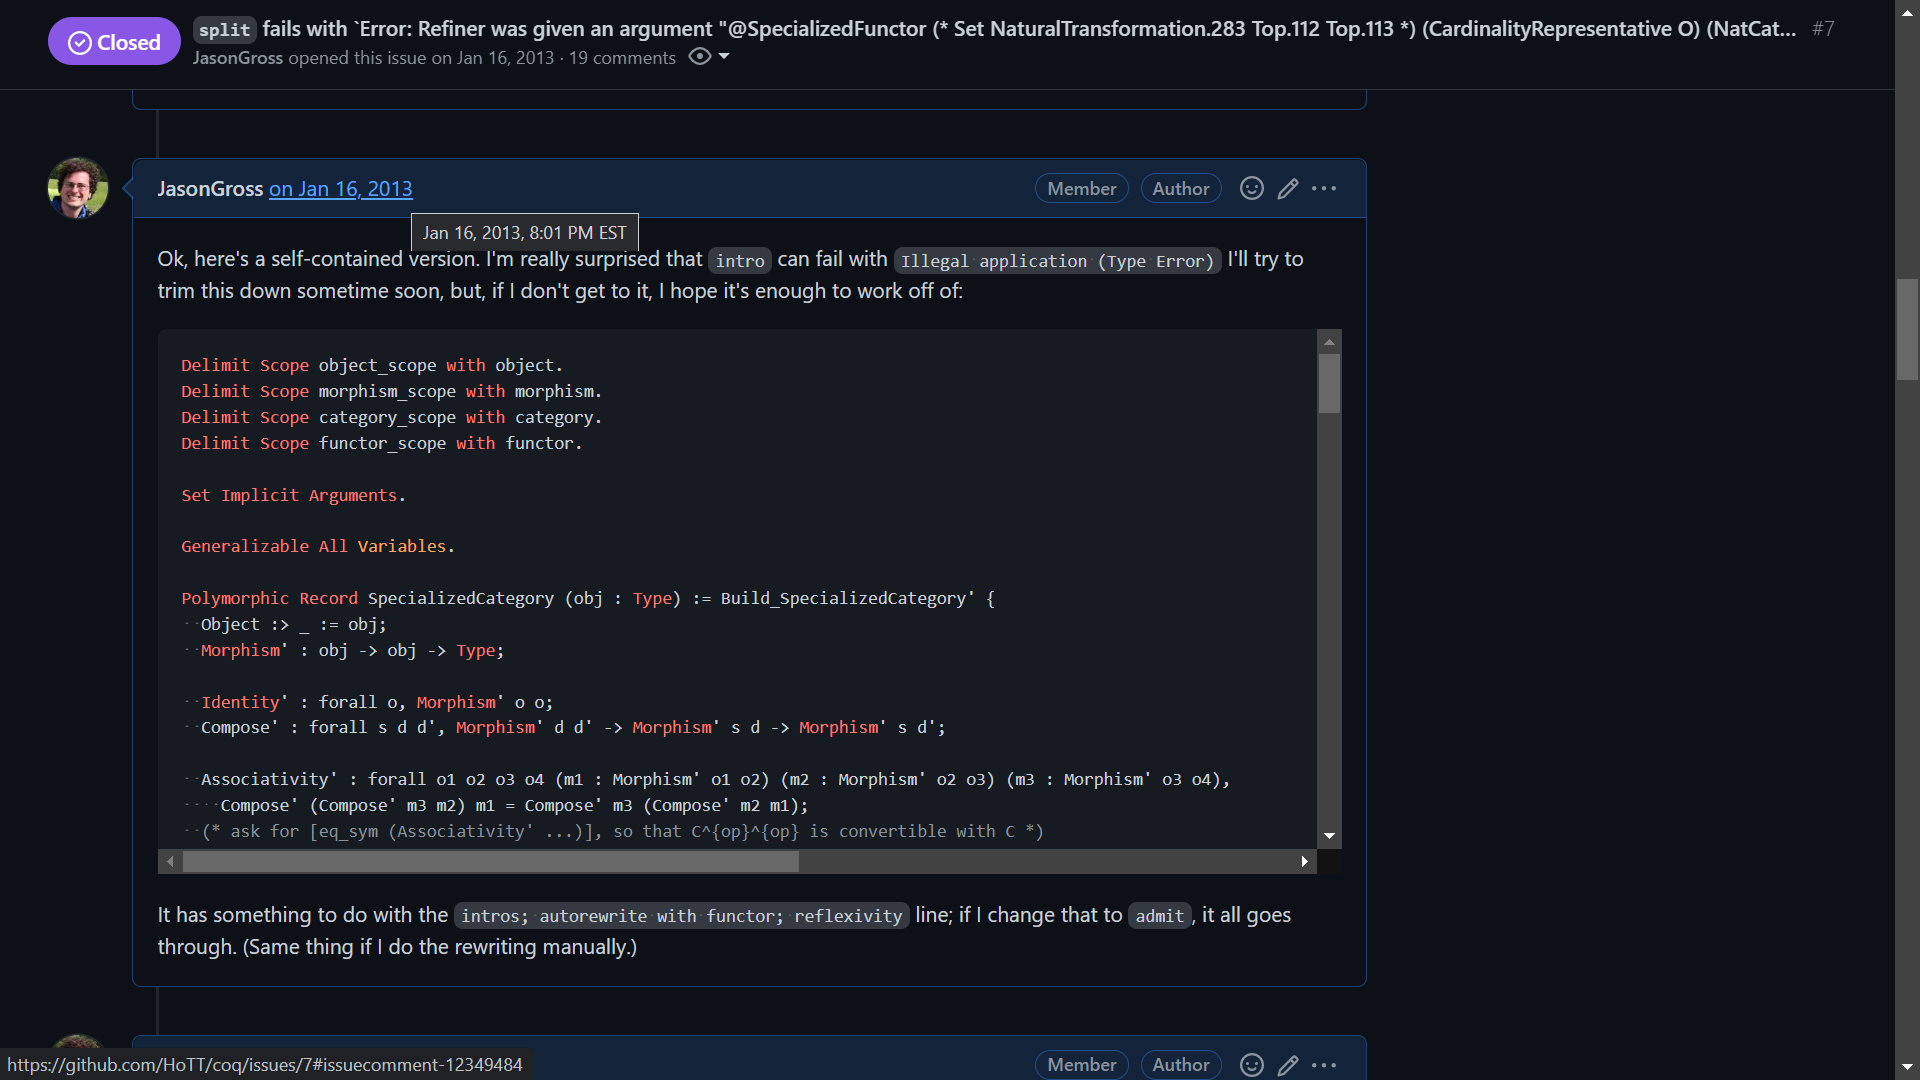 Closed
split fails with `Error: Refiner was given an argument "@SpecializedFunctor (* Set NaturalTransformation.283 Top.112 Top.113 *) (CardinalityRepresentative O) (NatCat... #7
JasonGross opened this issue on Jan 16, 2013 · 19 comments
JasonGross on Jan 16, 2013
Member
Author
Jan 16, 2013, 8:01 PM EST
Ok, here's a self-contained version. I'm really surprised that intro can fail with Illegal application (Type Error) I'll try to
trim this down sometime soon, but, if I don't get to it, I hope it's enough to work off of:
Delimit Scope object_scope with object.
Delimit Scope morphism_scope with morphism.
Delimit Scope category_scope with category.
Delimit Scope functor_scope with functor.
Set Implicit Arguments.
Generalizable All Variables.
Polymorphic Record SpecializedCategory (obj : Type) := Build_SpecializedCategory' {
  Object :> _ := obj;
  Morphism' : obj -> obj -> Type;
  Identity' : forall o, Morphism' o o;
  Compose' : forall s d d', Morphism' d d' -> Morphism' s d -> Morphism' s d';
  Associativity' : forall o1 o2 o3 o4 (m1 : Morphism' o1 o2) (m2 : Morphism' o2 o3) (m3 : Morphism' o3 o4),
    Compose' (Compose' m3 m2) m1 = Compose' m3 (Compose' m2 m1);
  (* ask for [eq_sym (Associativity' ...)], so that C^{op}^{op} is convertible with C *)
It has something to do with the intros; autorewrite with functor; reflexivity line; if I change that to admit, it all goes
through. (Same thing if I do the rewriting manually.)
Member
Author
https://github.com/HoTT/coq/issues/7#issuecomment-12349484